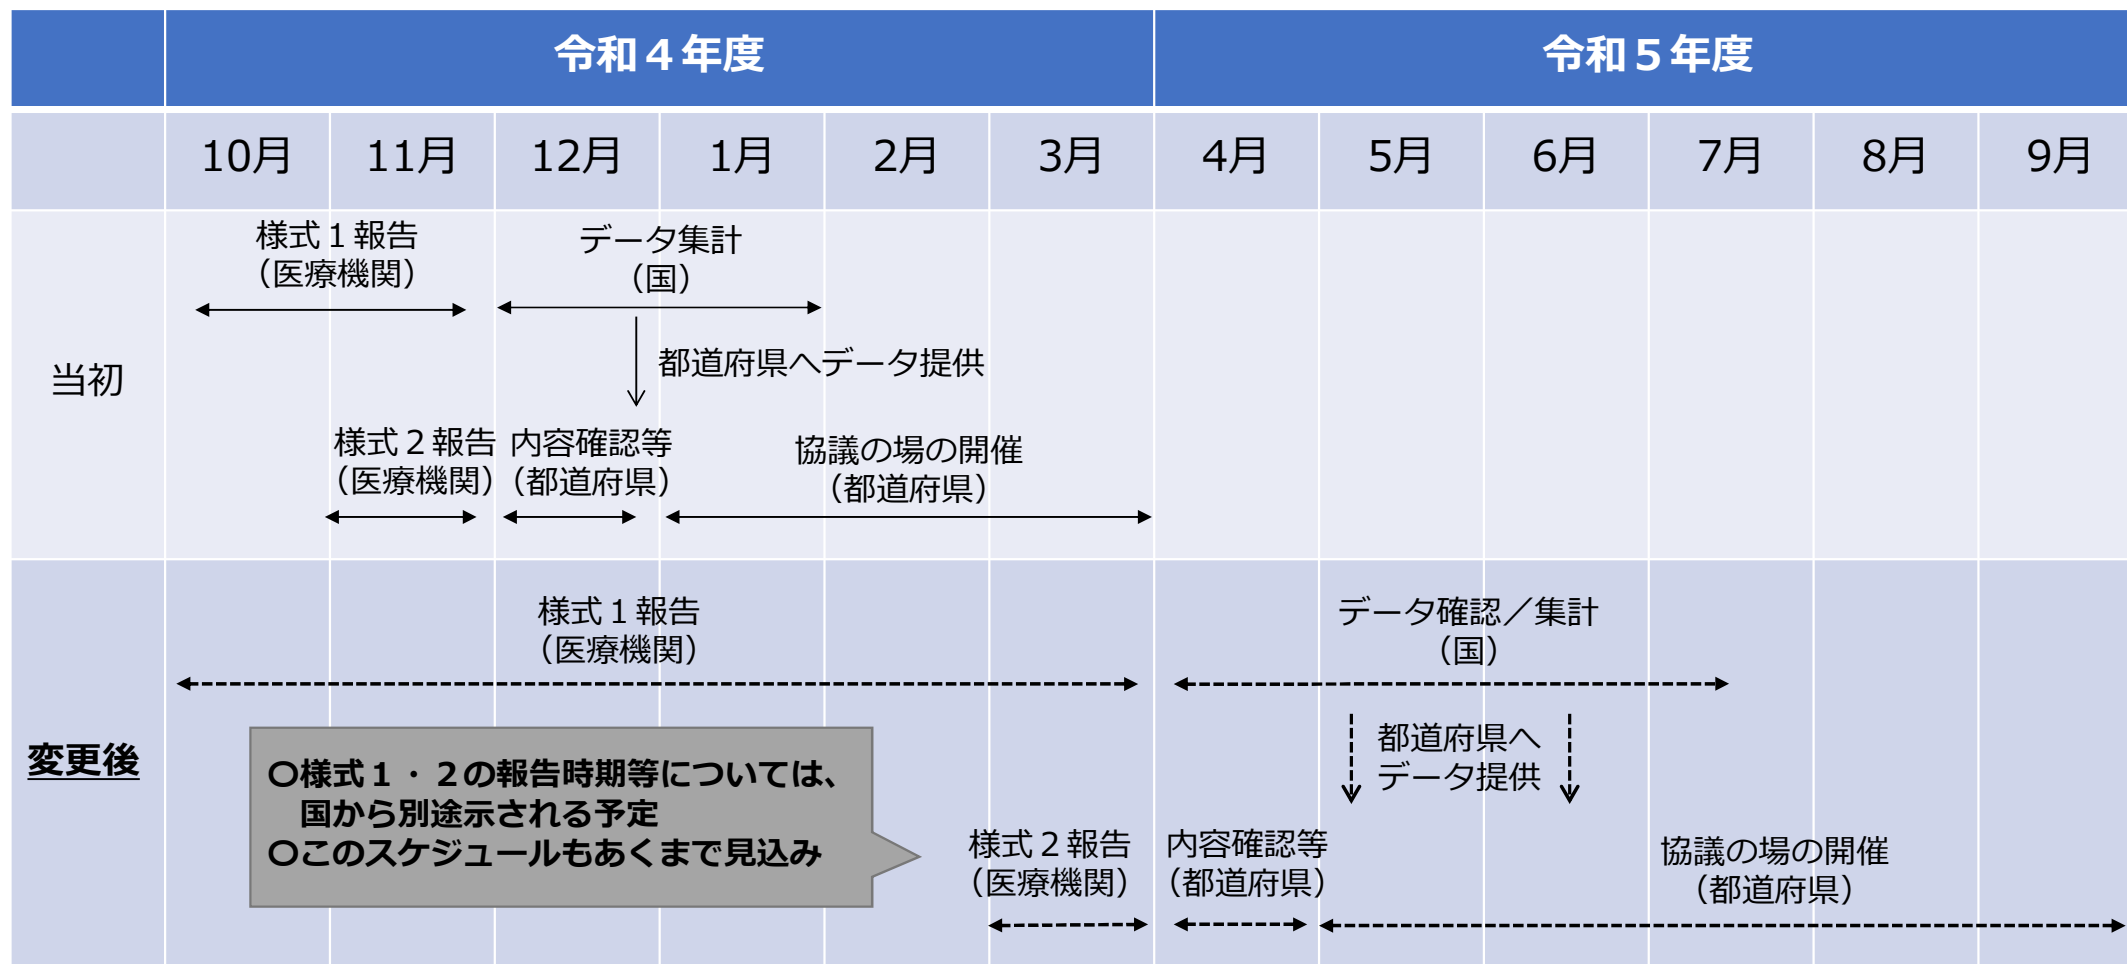 令和４年度
令和５年度
10月
11月
12月
1月
2月
3月
4月
5月
6月
7月
8月
9月
当初
様式１報告
（医療機関）
データ集計
（国）
都道府県へデータ提供
様式２報告
（医療機関）
内容確認等
（都道府県）
協議の場の開催
（都道府県）
変更後
様式１報告
（医療機関）
データ確認／集計
（国）
都道府県へ
データ提供
〇様式１・２の報告時期等については、
国から別途示される予定
〇このスケジュールもあくまで見込み
様式２報告
（医療機関）
内容確認等
（都道府県）
協議の場の開催
（都道府県）